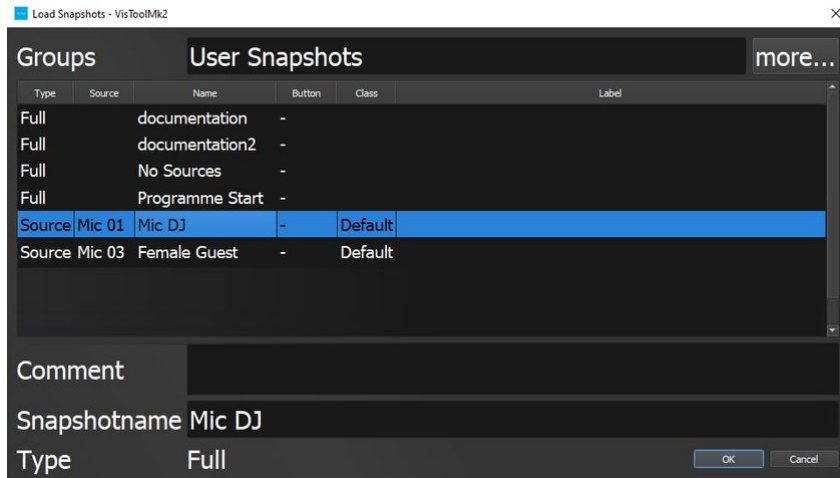 Load Snapshots - VisToolMk2
Groups User Snapshots more...
Type Source Name Button Class Label
Full documentation -
Full documentation2 -
Full No Sources -
Full Programme Start -
Source Mic 01 Mic DJ - Default
Source Mic 03 Female Guest - Default
Comment
Snapshotname Mic DJ
Type Full OK Cancel